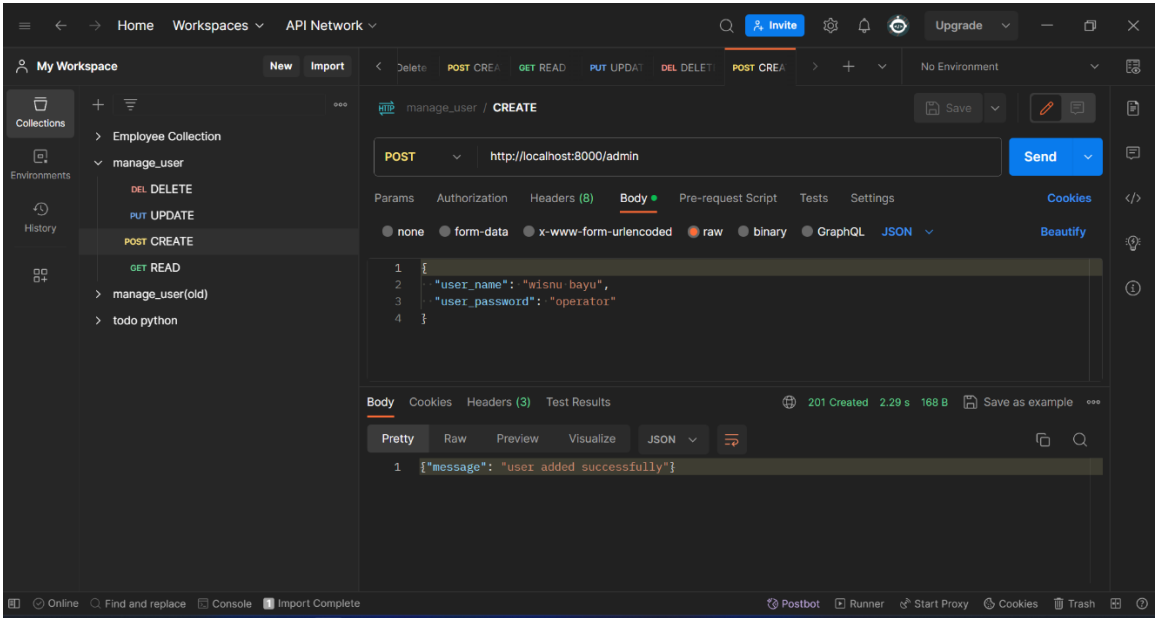 Home Workspaces API Network Invite Upgrade
My Workspace New Import Delete POST CREA GET READ PUT UPDAT DEL DELET POST CREA No Environment
Collections
Environments
History
Employee Collection
manage_user
DEL DELETE
PUT UPDATE
POST CREATE
GET READ
manage_user(old)
todo python
HTTP manage_user / CREATE Save
POST http://localhost:8000/admin Send
Params Authorization Headers (8) Body Pre-request Script Tests Settings Cookies
none form-data x-www-form-urlencoded raw binary GraphQL JSON Beautify
1 {
2 "user_name": "wisnu bayu",
3 "user_password": "operator"
4 }
Body Cookies Headers (3) Test Results 201 Created 2.29 s 168 B Save as example
Pretty Raw Preview Visualize JSON
1 {"message": "user added successfully"}
Online Find and replace Console 1 Import Complete Postbot Runner Start Proxy Cookies Trash